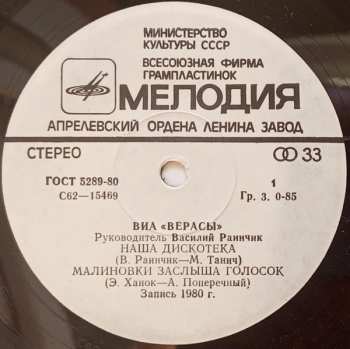 МИНИСТЕРСТВО
КУЛЬТУРЫ СССР
ВСЕСОЮЗНАЯ ФИРМА
ГРАМПЛАСТИНОК
МЕЛОДИЯ
АПРЕЛЕВСКИЙ ОРДЕНА ЛЕНИНА ЗАВОД
СТЕРЕО 33
ГОСТ 5289-80 1
С62—15469 Гр. 3. 0-85
ВИА «ВЕРАСЫ»
Руководитель Василий Раинчик
НАША ДИСКОТЕКА
(В. Раинчик—М. Танич)
МАЛИНОВКИ ЗАСЛЫША ГОЛОСОК
(Э. Ханок—А. Поперечный)
Запись 1980 г.